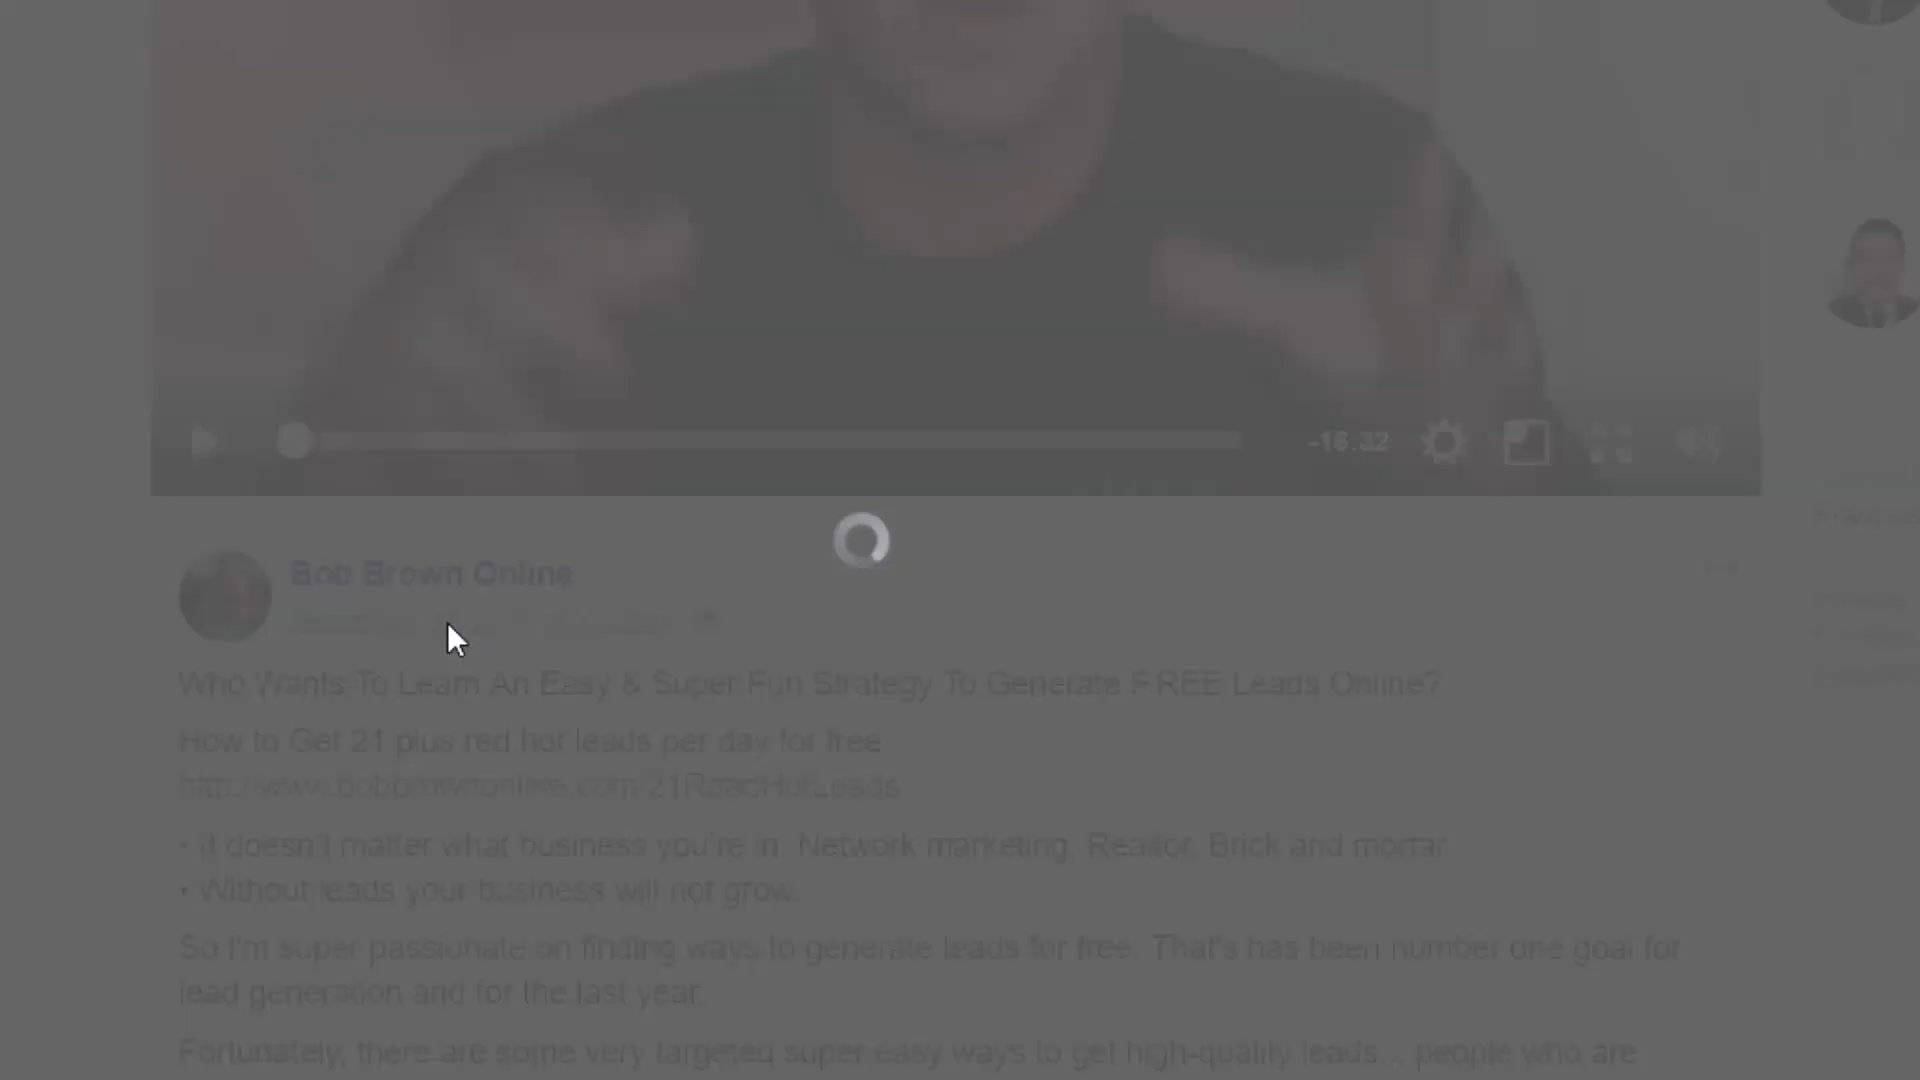 -16:32
Bob Brown Online
Who Wants To Learn An Easy & Super Fun Strategy To Generate FREE Leads Online?
How to Get 21 plus red hot leads per day for free
• It doesn't matter what business you're in Network marketing, Realtor, Brick and mortar
• Without leads your business will not grow.
So I'm super passionate on finding ways to generate leads for free. That's has been number one goal for
lead generation and for the last year.
Fortunately, there are some very targeted super easy ways to get high-quality leads... people who are